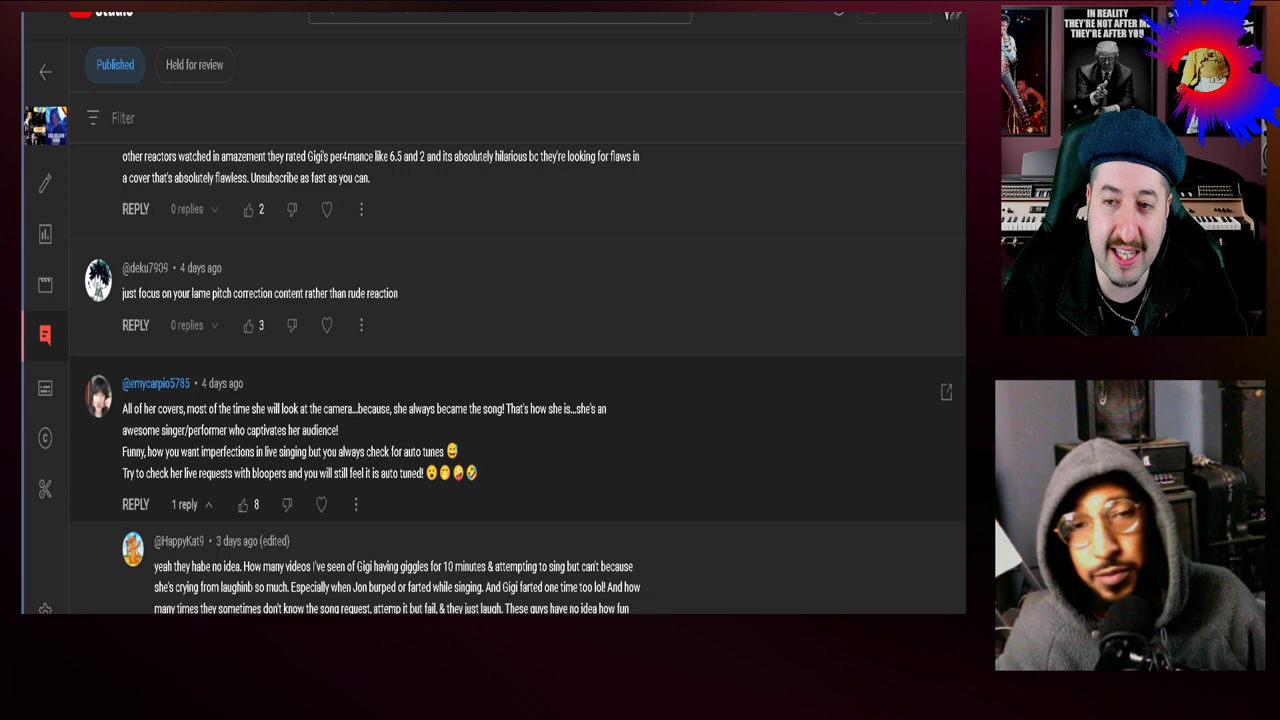 Studio
Published
Held for review
Filter
other reactors watched in amazement they rated Gigi's per4mance like 6.5 and 2 and its absolutely hilarious bc they're looking for flaws in
a cover that's absolutely flawless. Unsubscribe as fast as you can.
REPLY 0 replies 2
@deku7909 • 4 days ago
just focus on your lame pitch correction content rather than rude reaction
REPLY 0 replies 3
@emycarpio5785 • 4 days ago
All of her covers, most of the time she will look at the camera...because, she always became the song! That's how she is...she's an
awesome singer/performer who captivates her audience!
Funny, how you want imperfections in live singing but you always check for auto tunes 😅
Try to check her live requests with bloopers and you will still feel it is auto tuned! 😮🤭🤪🤣
REPLY 1 reply 8
@HappyKat9 • 3 days ago (edited)
yeah they habe no idea. How many videos I've seen of Gigi having giggles for 10 minutes & attempting to sing but can't because
she's crying from laughinb so much. Especially when Jon burped or farted while singing. And Gigi farted one time too lol! And how
many times they sometimes don't know the song request, attemp it but fail, & they just laugh. These guys have no idea how fun
IN REALITY
THEY'RE NOT AFTER ME
THEY'RE AFTER YOU